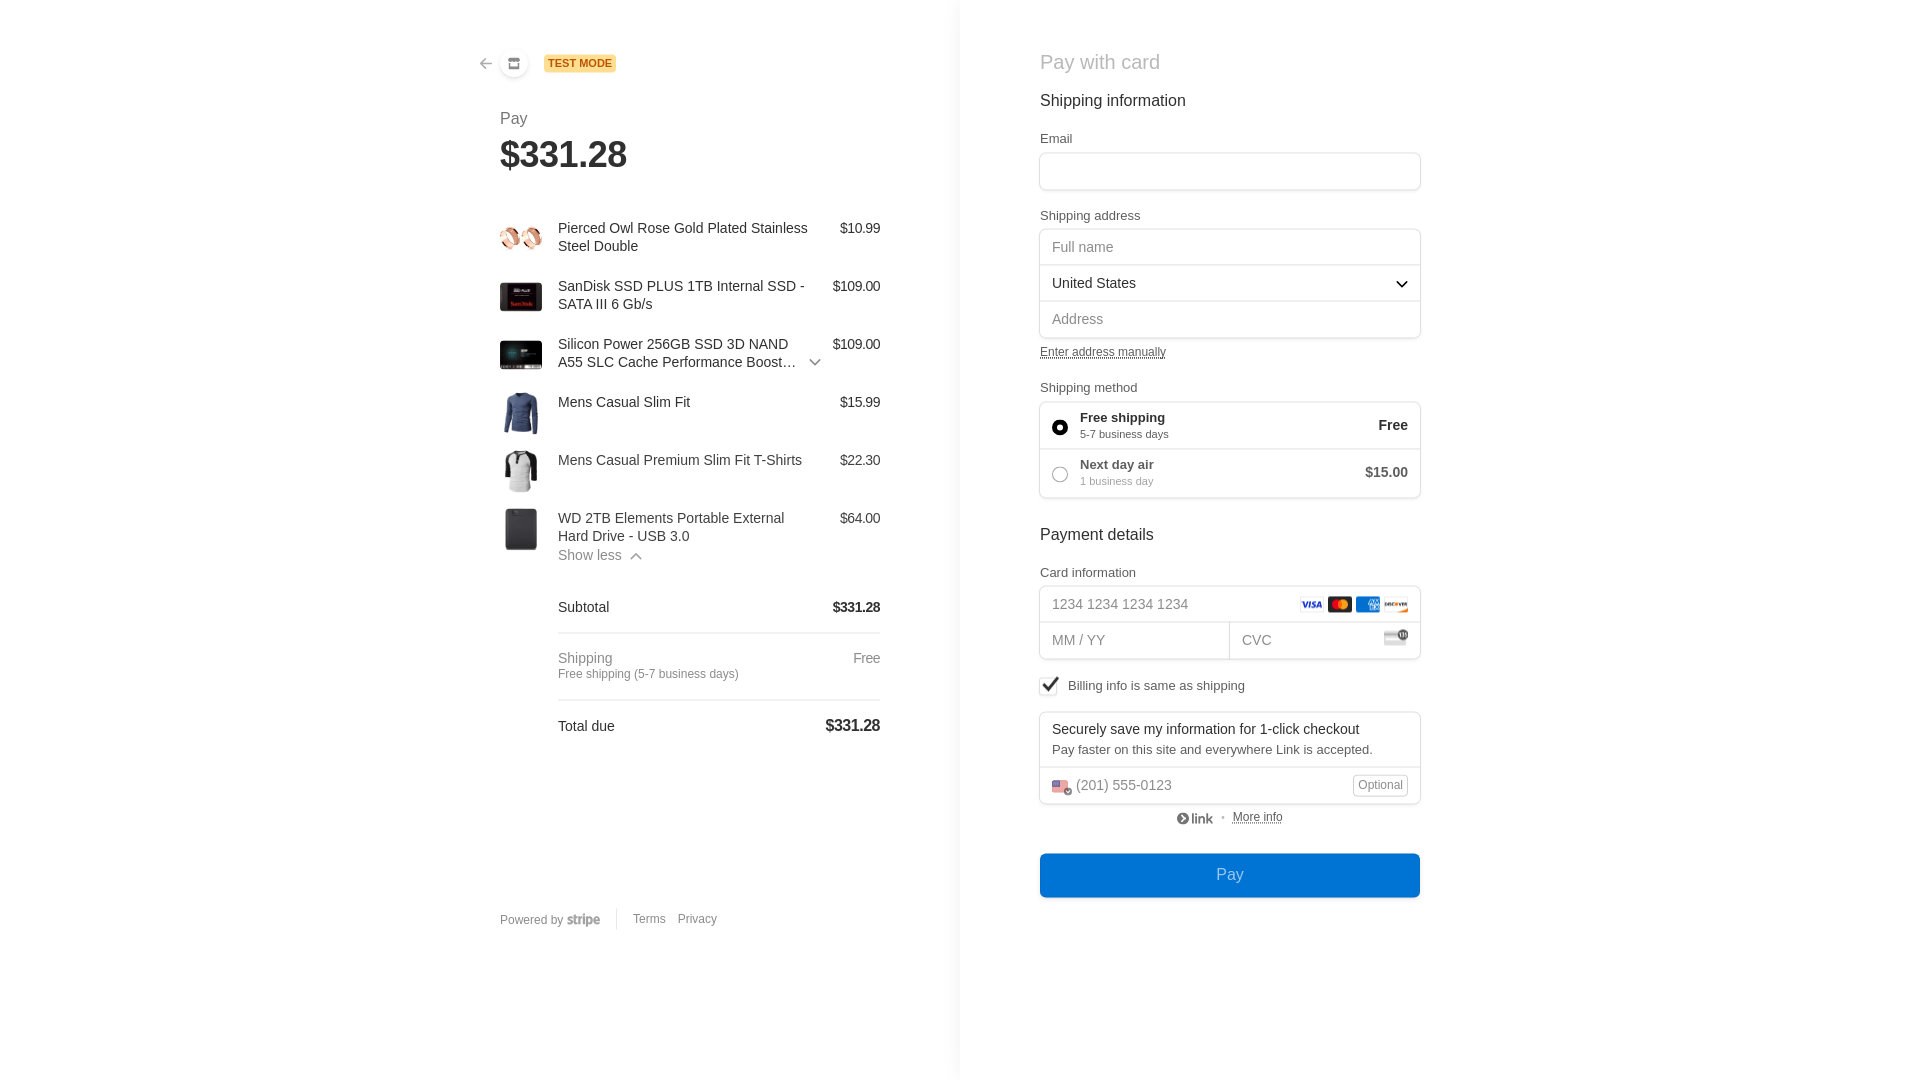 TEST MODE
Pay
$331.28
Pierced Owl Rose Gold Plated Stainless
Steel Double
$10.99
SanDisk SSD PLUS 1TB Internal SSD -
SATA III 6 Gb/s
$109.00
Silicon Power 256GB SSD 3D NAND
A55 SLC Cache Performance Boost…
$109.00
Mens Casual Slim Fit
$15.99
Mens Casual Premium Slim Fit T-Shirts
$22.30
WD 2TB Elements Portable External
Hard Drive - USB 3.0
$64.00
Show less
Subtotal
$331.28
Shipping
Free
Free shipping (5-7 business days)
Total due
$331.28
Powered by stripe
Terms
Privacy
Pay with card
Shipping information
Email
Shipping address
Full name
United States
Address
Enter address manually
Shipping method
Free shipping
5-7 business days
Free
Next day air
1 business day
$15.00
Payment details
Card information
1234 1234 1234 1234
VISA
AMEX
DISCOVER
MM / YY
CVC
Billing info is same as shipping
Securely save my information for 1-click checkout
Pay faster on this site and everywhere Link is accepted.
(201) 555-0123
Optional
link • More info
Pay